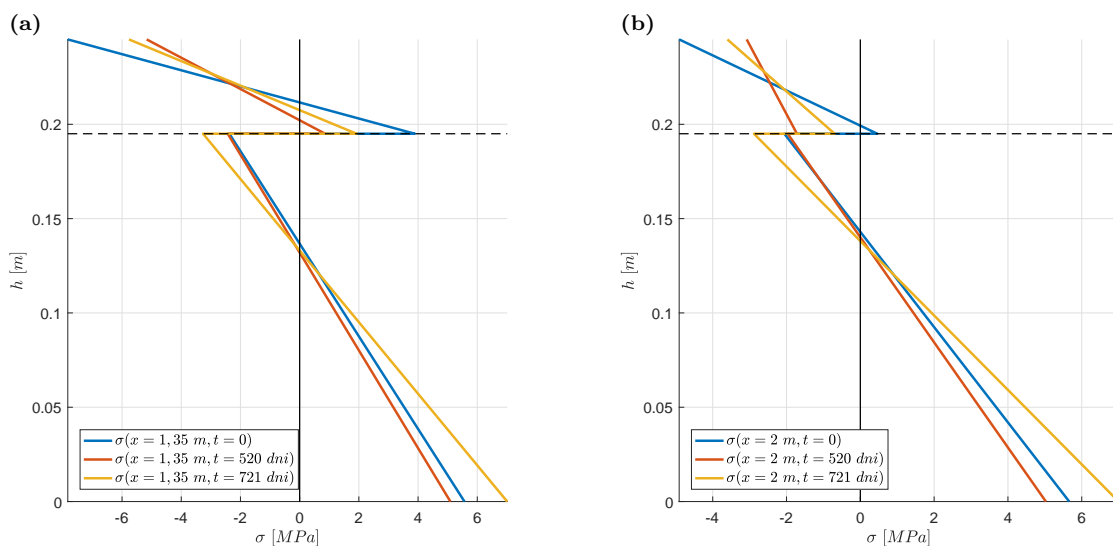 (a)
0.2
0.15
0.1
0.05
0
h [m]
σ(x = 1, 35 m, t = 0)
σ(x = 1, 35 m, t = 520 dni)
σ(x = 1, 35 m, t = 721 dni)
-6 -4 -2 0 2 4 6
σ [MPa]
(b)
0.2
0.15
0.1
0.05
0
h [m]
σ(x = 2 m, t = 0)
σ(x = 2 m, t = 520 dni)
σ(x = 2 m, t = 721 dni)
-4 -2 0 2 4 6
σ [MPa]